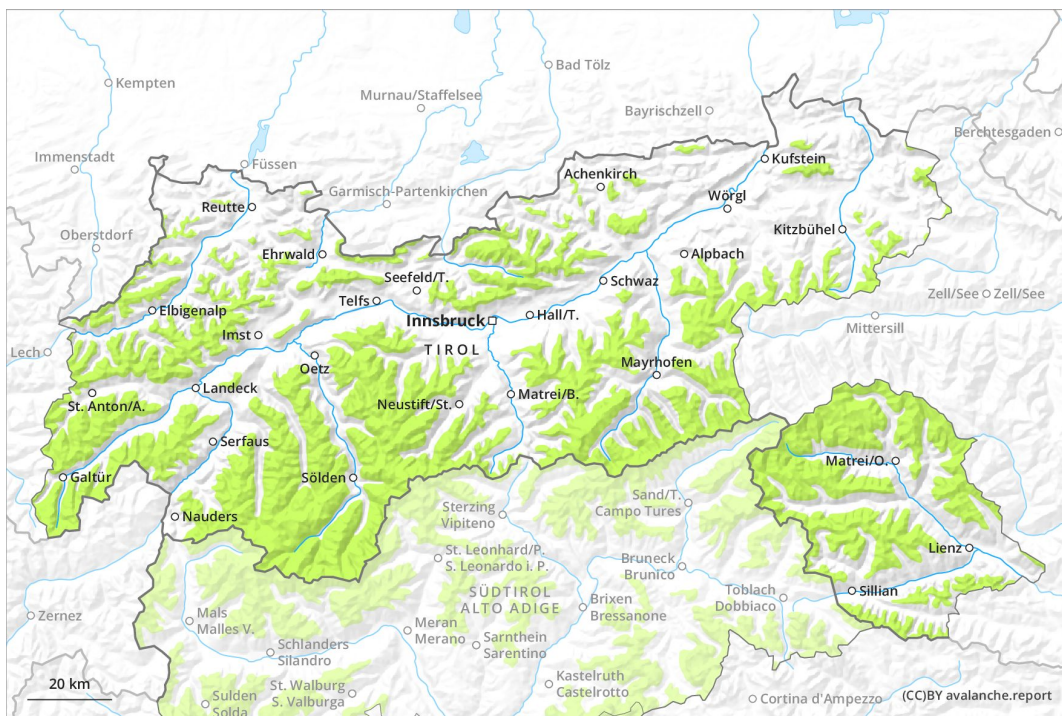 Kempten
Bad Tölz
Murnau/Staffelsee
Bayrischzell
Berchtesgaden
Immenstadt
Füssen
Kufstein
Achenkirch
Garmisch-Partenkirchen
Reutte
Wörgl
Oberstdorf
Kitzbühel
Ehrwald
Alpbach
Seefeld/T.
Schwaz
Telfs
Zell/See
Zell/See
Elbigenalp
Innsbruck
Hall/T.
Mittersill
Imst
TIROL
Lech
Oetz
Mayrhofen
Landeck
St. Anton/A.
Neustift/St.
Matrei/B.
Serfaus
Matrei/O.
Galtür
Sölden
Sand/T.
Campo Tures
Nauders
Sterzing
Vipiteno
Lienz
St. Leonhard/P.
S. Leonardo i. P.
Bruneck
Brunico
Sillian
SÜDTIROL
ALTO ADIGE
Toblach
Dobbiaco
Zernez
Mals
Malles V.
Brixen
Bressanone
Meran
Merano
Schlanders
Silandro
Sarnthein
Sarentino
20 km
St. Walburg
S. Valburga
Kastelruth
Castelrotto
Sulden
Solda
Cortina d'Ampezzo
(CC)BY avalanche.report